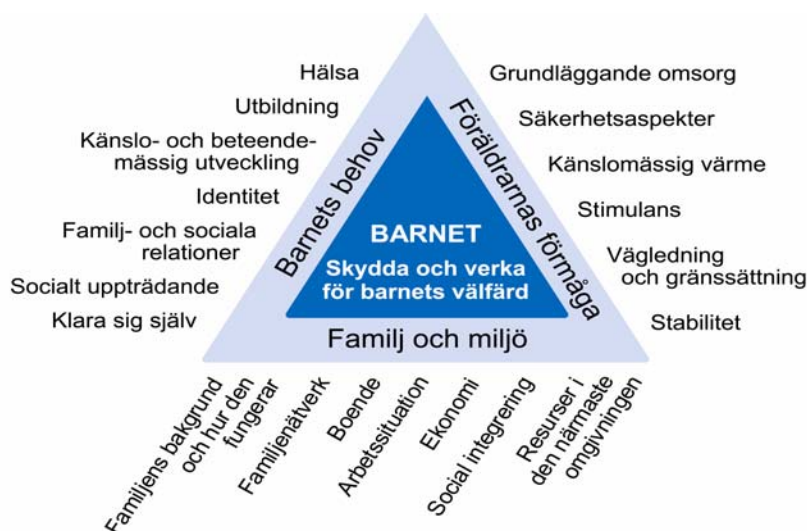 Hälsa
Utbildning
Känslo- och beteende-
mässig utveckling
Identitet
Familj- och sociala
relationer
Socialt uppträdande
Klara sig själv
Barnets behov
BARNET
Skydda och verka
för barnets välfärd
Föräldrarnas förmåga
Grundläggande omsorg
Säkerhetsaspekter
Känslomässig värme
Stimulans
Vägledning
och gränssättning
Stabilitet
Familj och miljö
Familjens bakgrund
och hur den
fungerar
Familjenätverk
Boende
Arbetssituation
Ekonomi
Social integrering
Resurser i
den närmaste
omgivningen